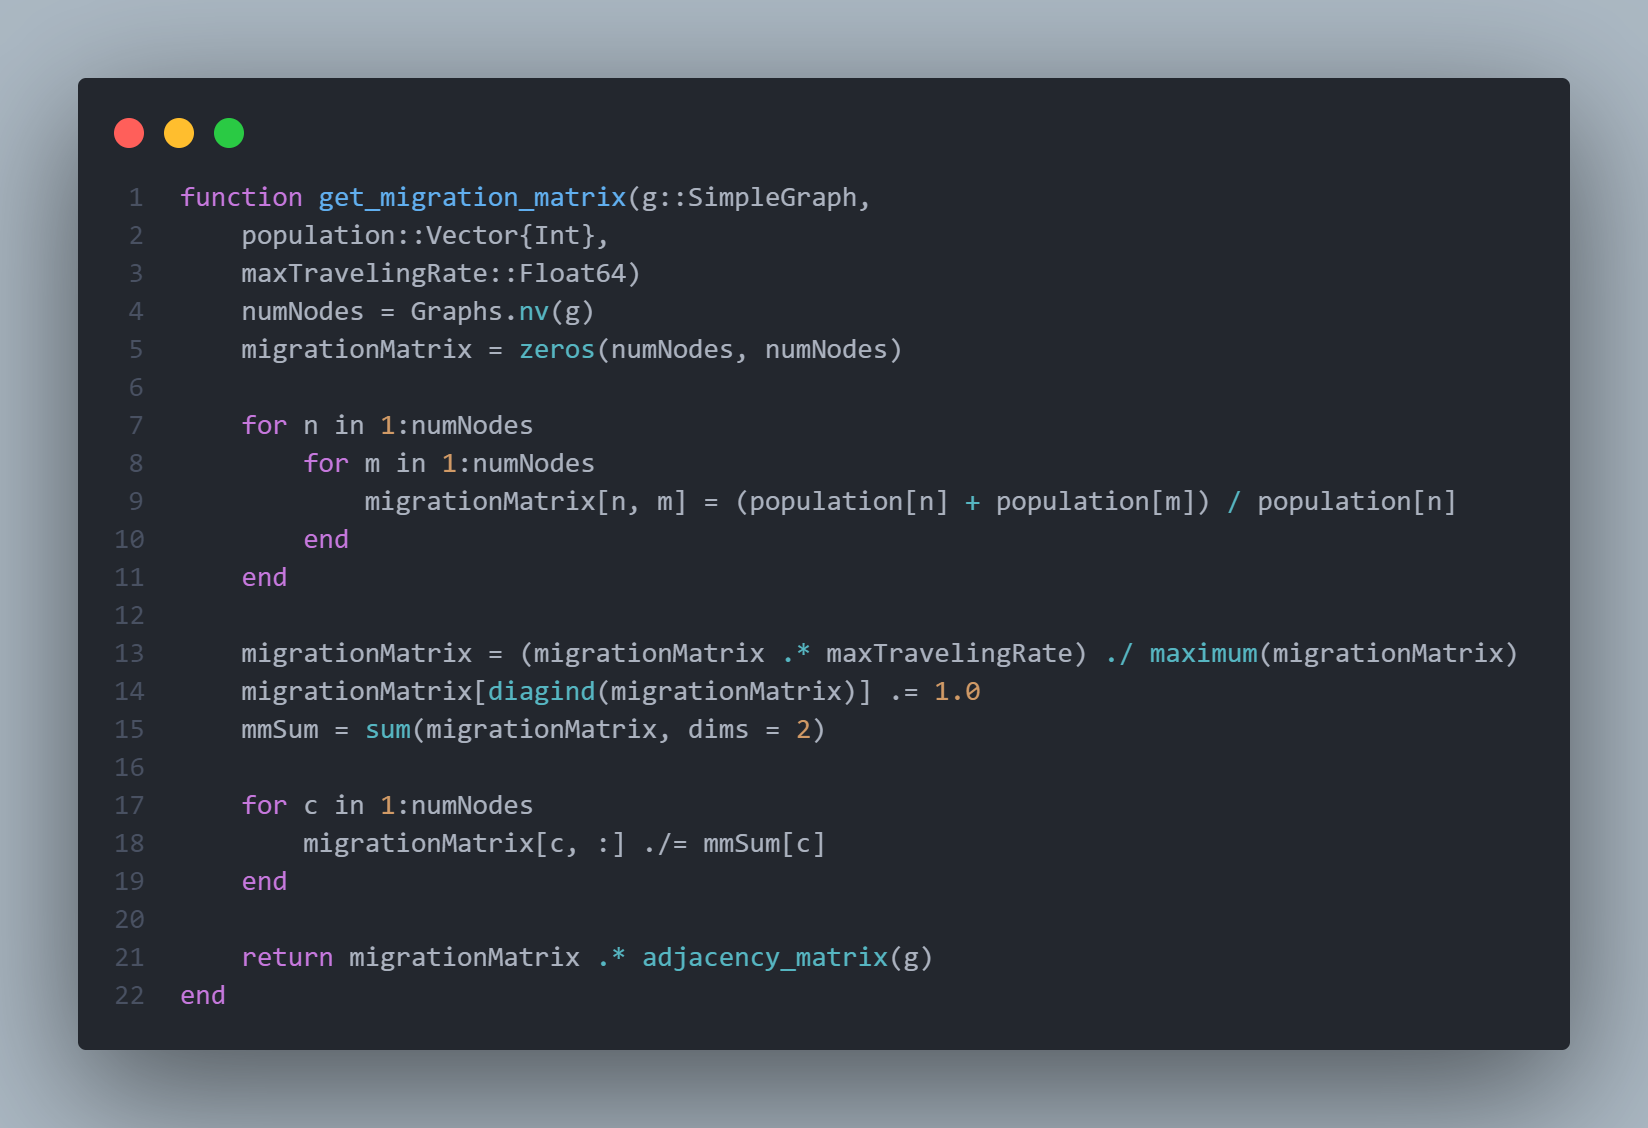 1 function get_migration_matrix(g::SimpleGraph,
2     population::Vector{Int},
3     maxTravelingRate::Float64)
4     numNodes = Graphs.nv(g)
5     migrationMatrix = zeros(numNodes, numNodes)
6
7     for n in 1:numNodes
8         for m in 1:numNodes
9             migrationMatrix[n, m] = (population[n] + population[m]) / population[n]
10         end
11     end
12
13     migrationMatrix = (migrationMatrix .* maxTravelingRate) ./ maximum(migrationMatrix)
14     migrationMatrix[diagind(migrationMatrix)] .= 1.0
15     mmSum = sum(migrationMatrix, dims = 2)
16
17     for c in 1:numNodes
18         migrationMatrix[c, :] ./= mmSum[c]
19     end
20
21     return migrationMatrix .* adjacency_matrix(g)
22 end